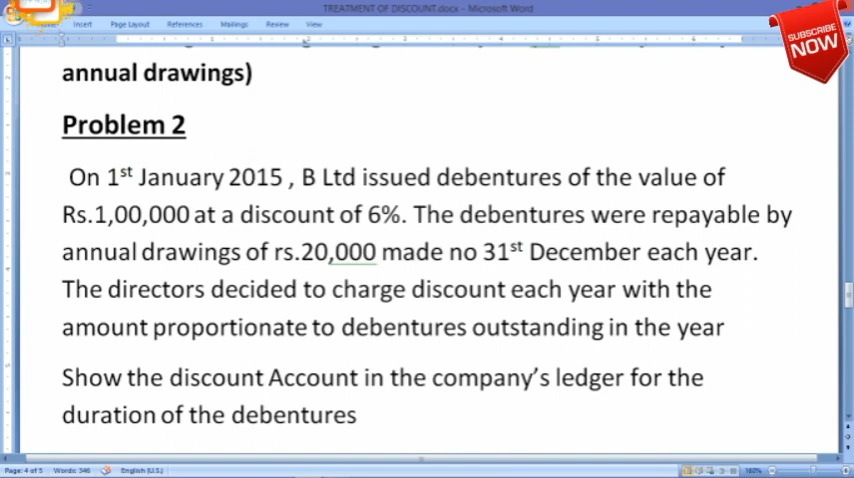 TREATMENT OF DISCOUNT.docx - Microsoft Word
Insert Page Layout References Mailings Review View
SUBSCRIBE
NOW
annual drawings)
Problem 2
On 1st January 2015 , B Ltd issued debentures of the value of
Rs.1,00,000 at a discount of 6%. The debentures were repayable by
annual drawings of rs.20,000 made no 31st December each year.
The directors decided to charge discount each year with the
amount proportionate to debentures outstanding in the year
Show the discount Account in the company's ledger for the
duration of the debentures
Page: 4 of 5 Words: 346 English (U.S.) 160%